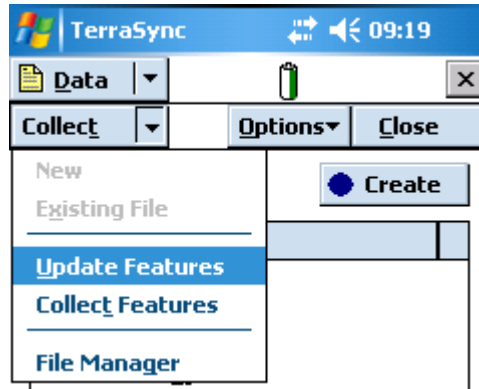 TerraSync 09:19
Data
Collect Options Close
New
Create
Existing File
Update Features
Collect Features
File Manager